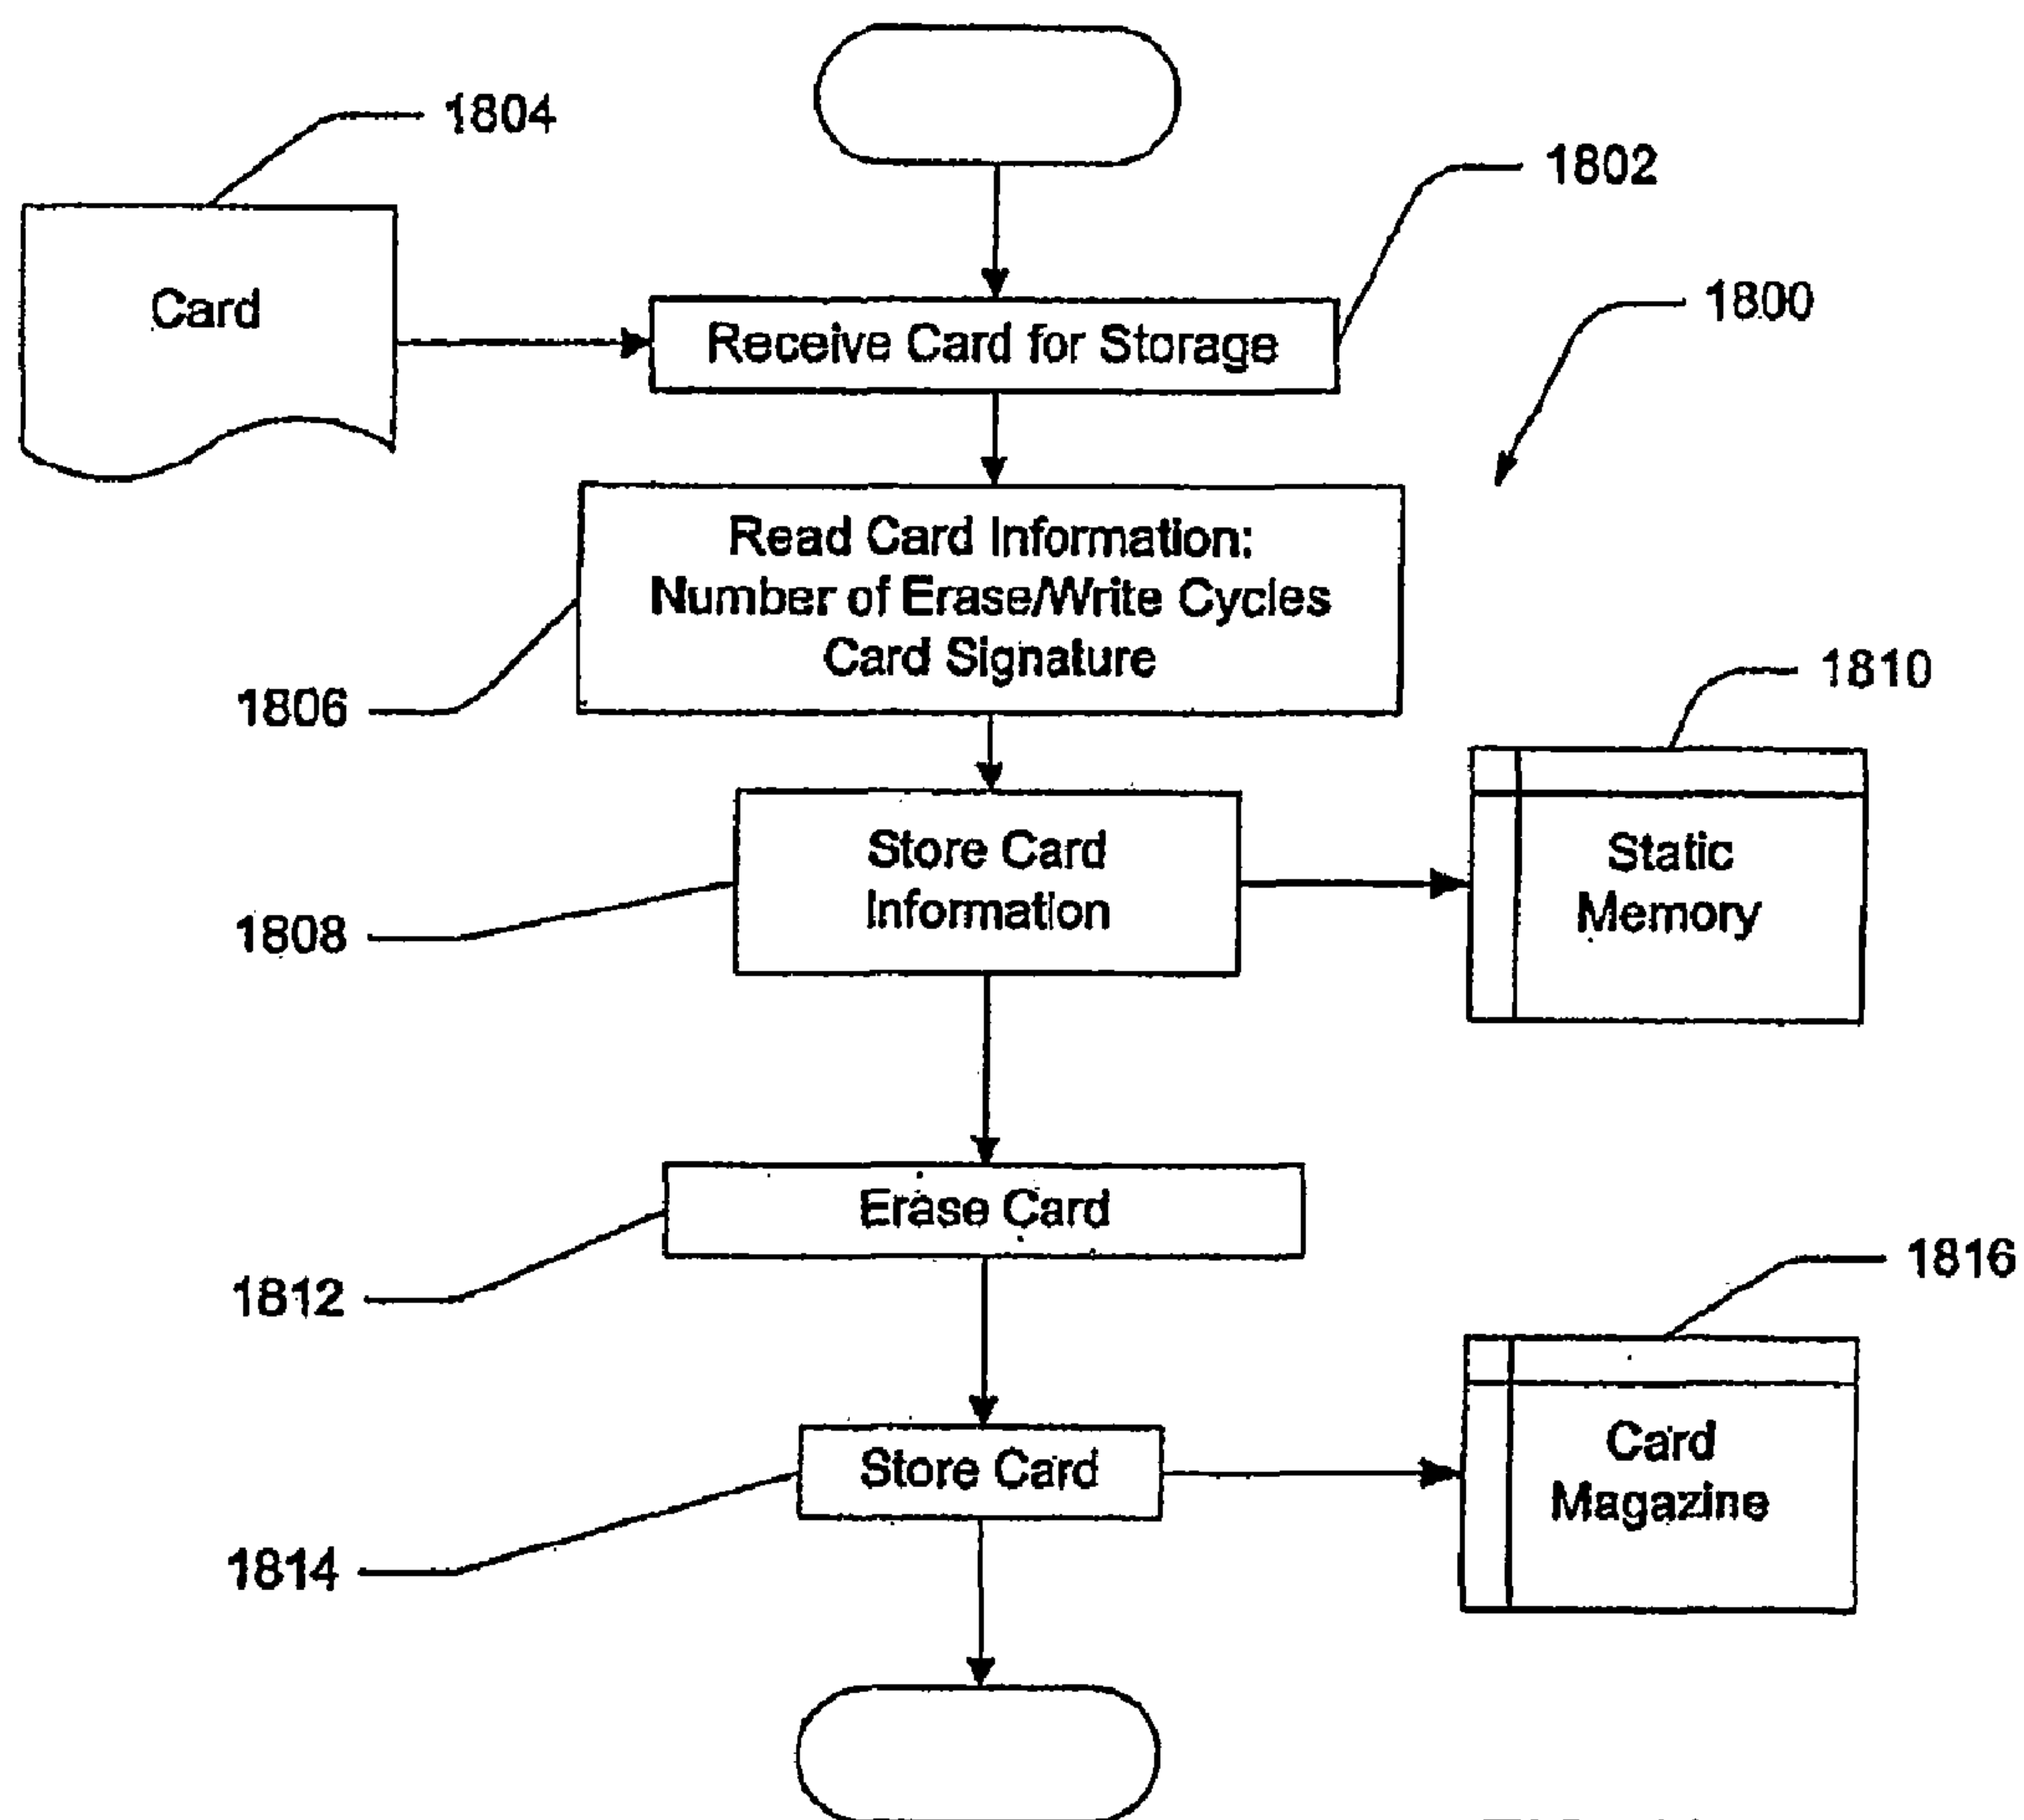 1804
1802
Card
Receive Card for Storage
1800
Read Card Information:
Number of Erase/Write Cycles
Card Signature
1806
1810
Store Card
Information
Static
Memory
1808
Erase Card
1812
1816
Store Card
Card
Magazine
1814